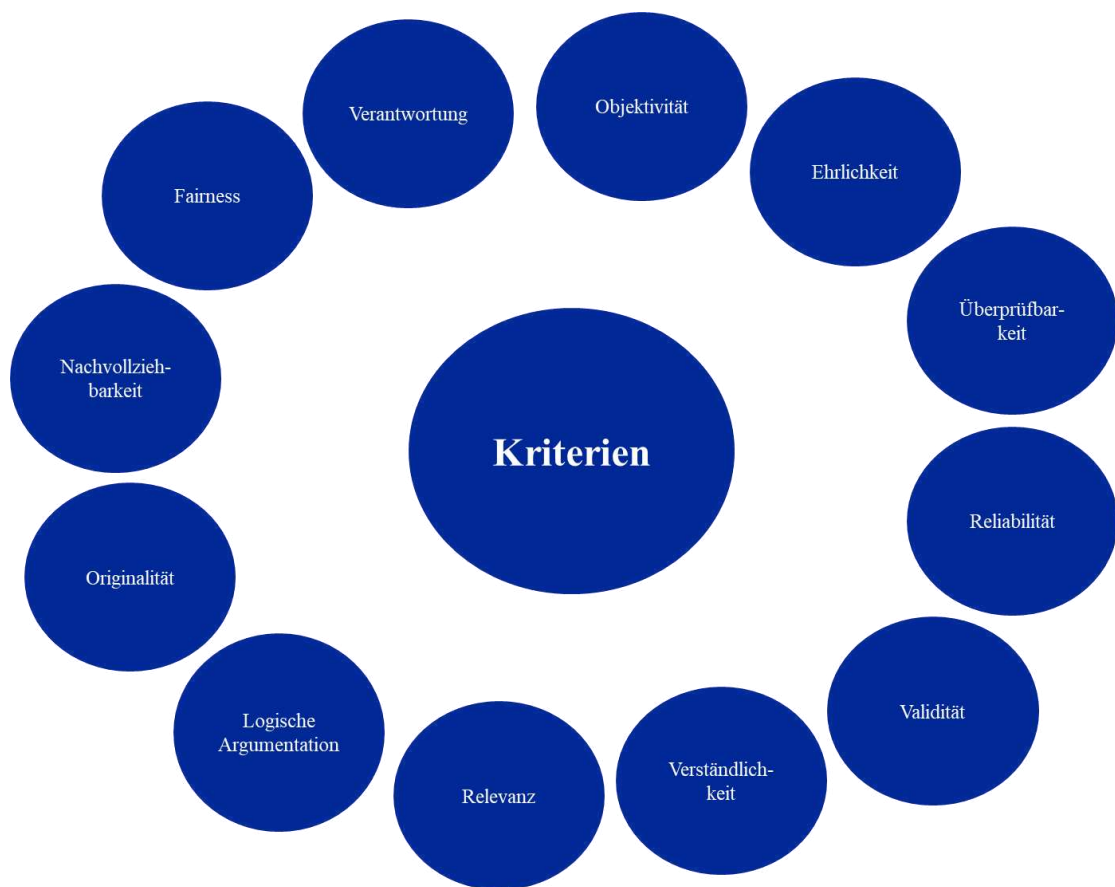 Verantwortung
Objektivität
Ehrlichkeit
Überprüfbar-
keit
Reliabilität
Validität
Verständlich-
keit
Relevanz
Logische
Argumentation
Originalität
Nachvollzieh-
barkeit
Fairness
Kriterien